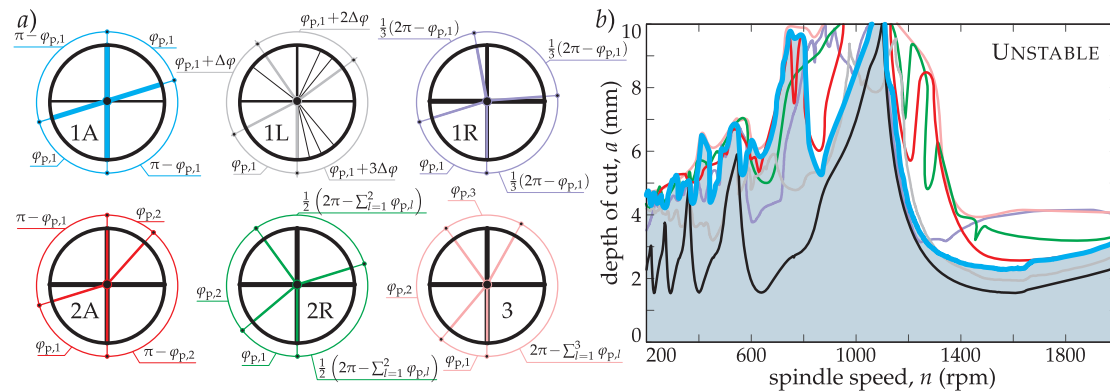 a)
π−φp,1
φp,1
φp,1+Δφ
1A
φp,1
π−φp,1
φp,1+2Δφ
1L
φp,1
φp,1+3Δφ
1/3(2π−φp,1)
1/3(2π−φp,1)
1R
φp,1
1/3(2π−φp,1)
π−φp,1
φp,2
2A
φp,1
π−φp,2
1/2 (2π−∑²l=1 φp,l)
φp,2
2R
φp,1
1/2 (2π−∑²l=1 φp,l)
φp,3
φp,2
3
φp,1
2π−∑³l=1 φp,l
b)
UNSTABLE
depth of cut, a (mm)
10
8
6
4
2
0
200 600 1000 1400 1800
spindle speed, n (rpm)